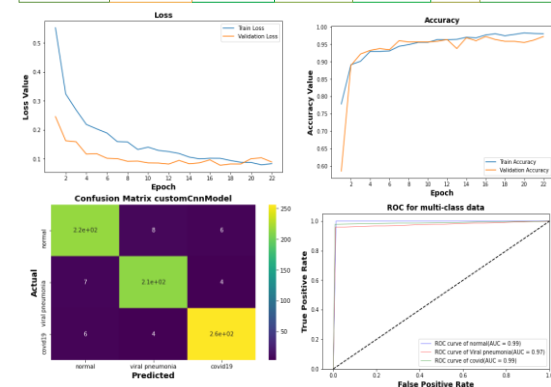 Loss
Train Loss
Validation Loss
0.5
0.4
0.3
0.2
0.1
Loss Value
2 4 6 8 10 12 14 16 18 20 22
Epoch
Accuracy
1.00
0.95
0.90
0.85
0.80
0.75
0.70
0.65
0.60
Accuracy Value
Train Accuracy
Validation Accuracy
2 4 6 8 10 12 14 16 18 20 22
Epoch
Confusion Matrix customCnnModel
Actual
normal
viral pneumonia
covid19
2.2e+02 8 6
7 2.1e+02 4
6 4 2.6e+02
normal viral pneumonia covid19
Predicted
250
200
150
100
50
ROC for multi-class data
True Positive Rate
1.0
0.8
0.6
0.4
0.2
0.0
ROC curve of normal(AUC = 0.99)
ROC curve of Viral pneumonia(AUC = 0.97)
ROC curve of covid(AUC = 0.99)
0.0 0.2 0.4 0.6 0.8 1.0
False Positive Rate